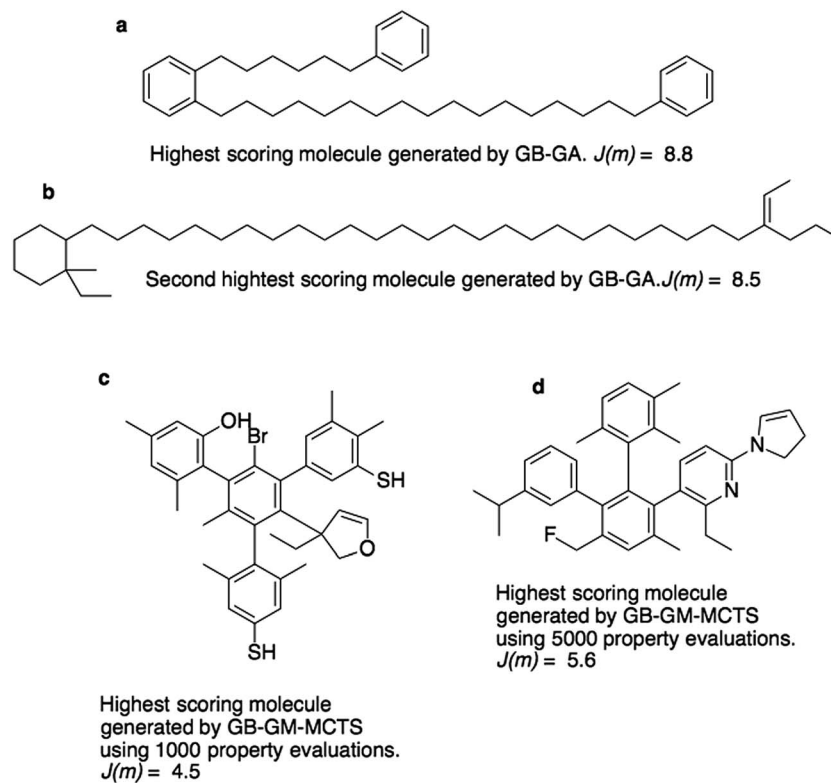 a
Highest scoring molecule generated by GB-GA. J(m) = 8.8
b
Second hightest scoring molecule generated by GB-GA.J(m) = 8.5
c
OH
Br
SH
O
SH
Highest scoring molecule
generated by GB-GM-MCTS
using 1000 property evaluations.
J(m) = 4.5
d
N
N
F
Highest scoring molecule
generated by GB-GM-MCTS
using 5000 property evaluations.
J(m) = 5.6